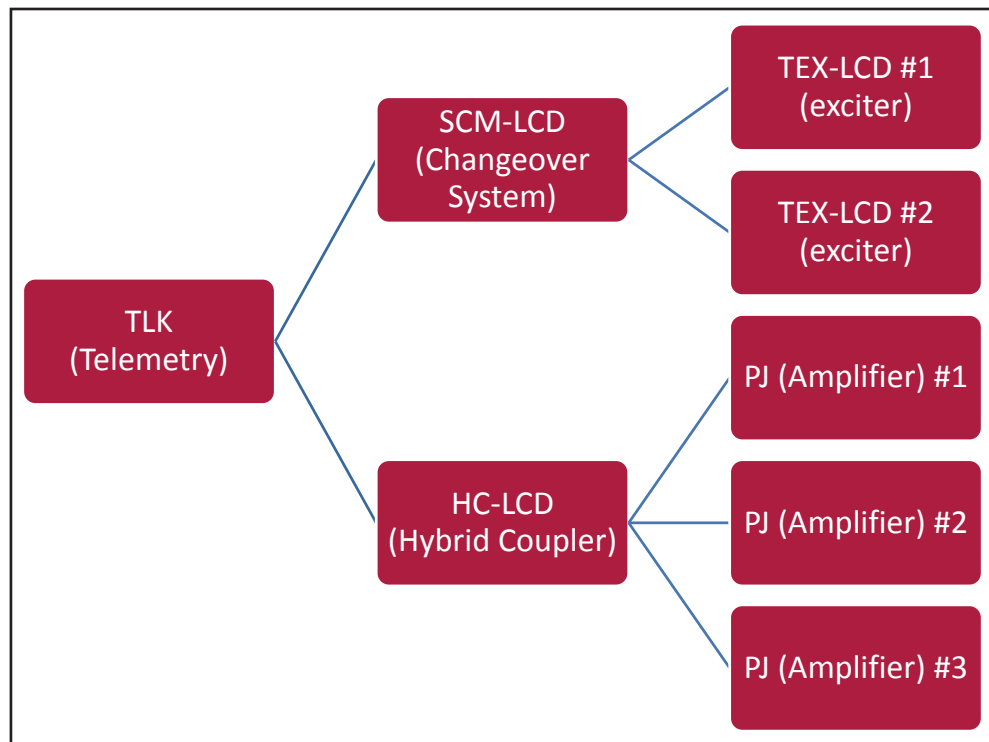 TLK
(Telemetry)
SCM-LCD
(Changeover
System)
TEX-LCD #1
(exciter)
TEX-LCD #2
(exciter)
HC-LCD
(Hybrid Coupler)
PJ (Amplifier) #1
PJ (Amplifier) #2
PJ (Amplifier) #3